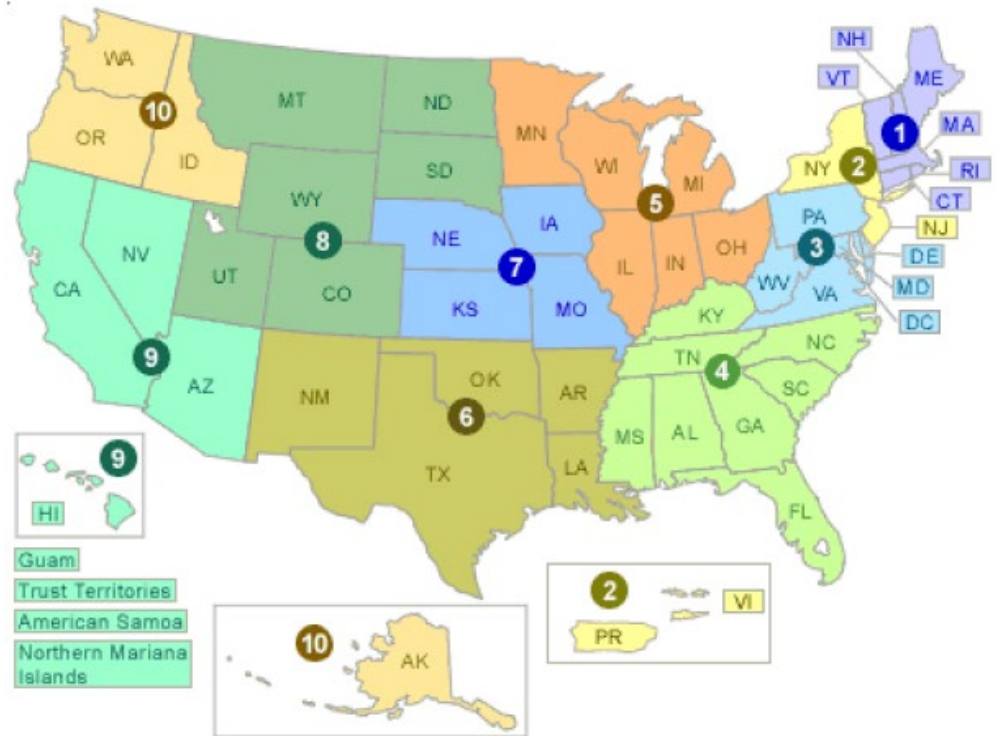 NH
WA
VT
ME
MT
ND
10
MN
OR
1
MA
ID
WI
NY
2
RI
SD
MI
WY
5
CT
PA
NJ
8
NE
IA
3
NV
OH
DE
UT
7
IL
IN
WV
MD
CA
CO
VA
KS
MO
KY
DC
9
NC
TN
4
AZ
OK
SC
NM
6
AR
GA
MS
AL
9
TX
LA
HI
FL
Guam
2
Trust Territories
VI
American Samoa
10
PR
Northern Mariana
Islands
AK